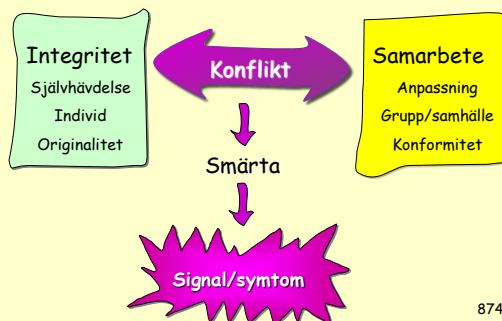 Integritet
Självhävdelse
Individ
Originalitet
Konflikt
Samarbete
Anpassning
Grupp/samhälle
Konformitet
Smärta
Signal/symtom
874